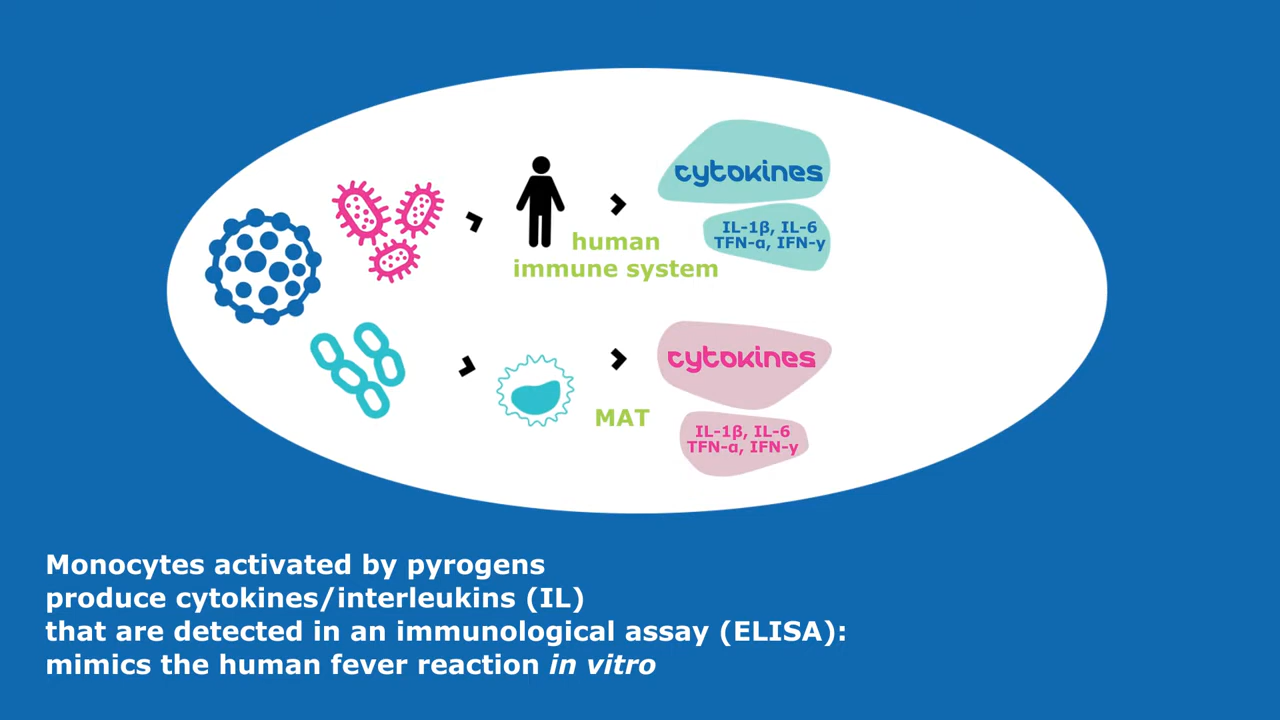 cytokines
IL-1β, IL-6
TFN-α, IFN-y
human
immune system
cytokines
MAT
IL-1β, IL-6
TFN-α, IFN-y
Monocytes activated by pyrogens
produce cytokines/interleukins (IL)
that are detected in an immunological assay (ELISA):
mimics the human fever reaction in vitro